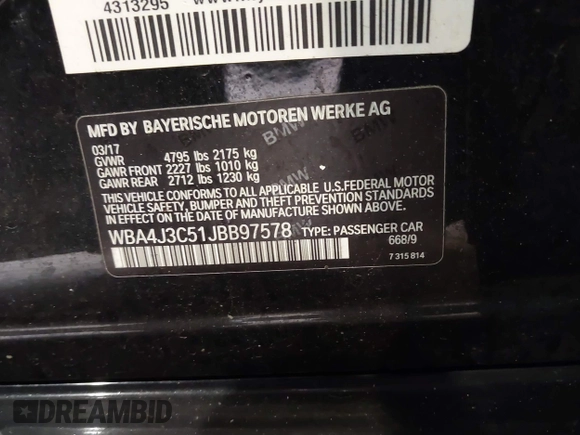 4313295
MFD BY BAYERISCHE MOTOREN WERKE AG
03/17
GVWR 4795 lbs 2175 kg
GAWR FRONT 2227 lbs 1010 kg
GAWR REAR 2712 lbs 1230 kg
THIS VEHICLE CONFORMS TO ALL APPLICABLE U.S.FEDERAL MOTOR
VEHICLE SAFETY, BUMPER AND THEFT PREVENTION STANDARDS
IN EFFECT ON THE DATE OF MANUFACTURE SHOWN ABOVE.
WBA4J3C51JBB97578 TYPE: PASSENGER CAR
668/9
7 315 814
DREAMBID